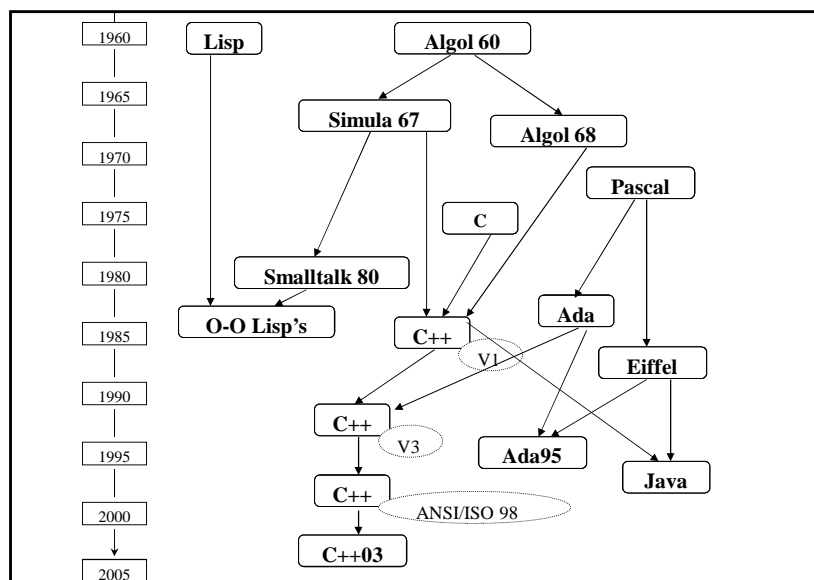 1960
Lisp
Algol 60
1965
Simula 67
Algol 68
1970
Pascal
1975
C
1980
Smalltalk 80
Ada
O-O Lisp's
1985
C++
V1
Eiffel
1990
C++
V3
1995
Ada95
Java
C++
2000
ANSI/ISO 98
C++03
2005